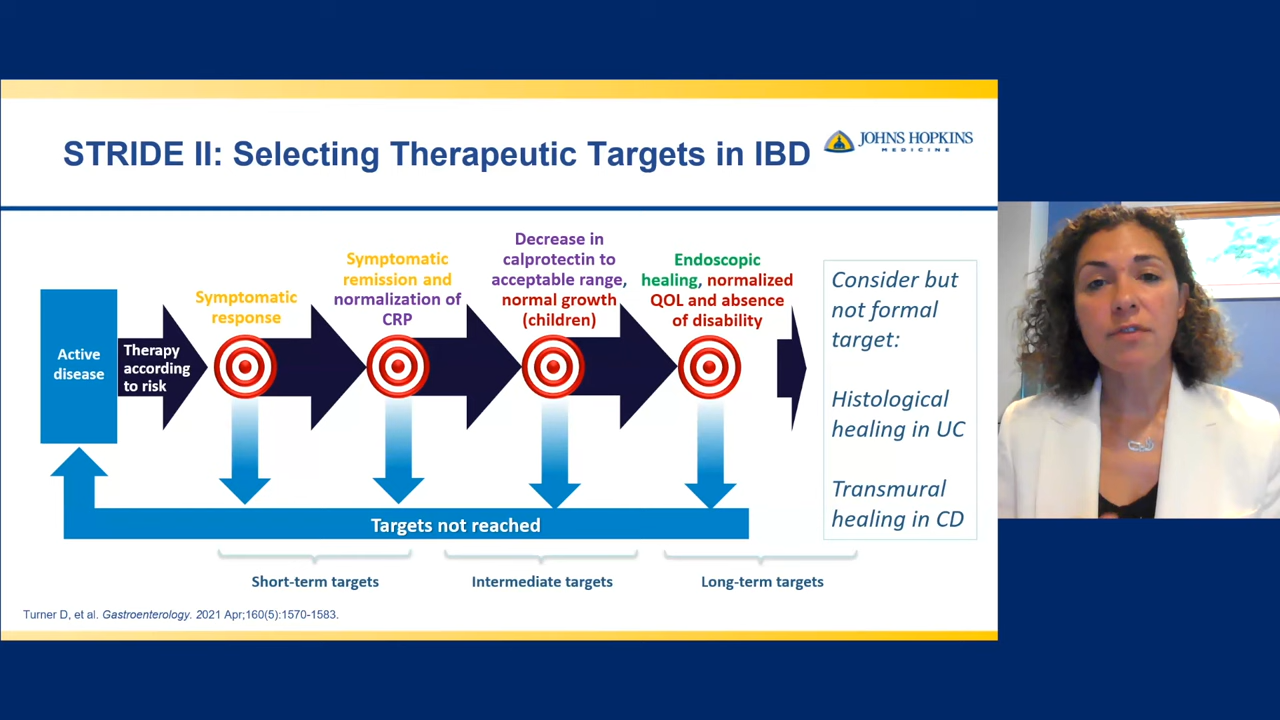 STRIDE II: Selecting Therapeutic Targets in IBD
JOHNS HOPKINS
MEDICINE
Active
disease
Therapy
according
to risk
Symptomatic
response
Symptomatic
remission and
normalization of
CRP
Decrease in
calprotectin to
acceptable range,
normal growth
(children)
Endoscopic
healing, normalized
QOL and absence
of disability
Consider but
not formal
target:
Histological
healing in UC
Transmural
healing in CD
Targets not reached
Short-term targets
Intermediate targets
Long-term targets
Turner D, et al. Gastroenterology. 2021 Apr;160(5):1570-1583.